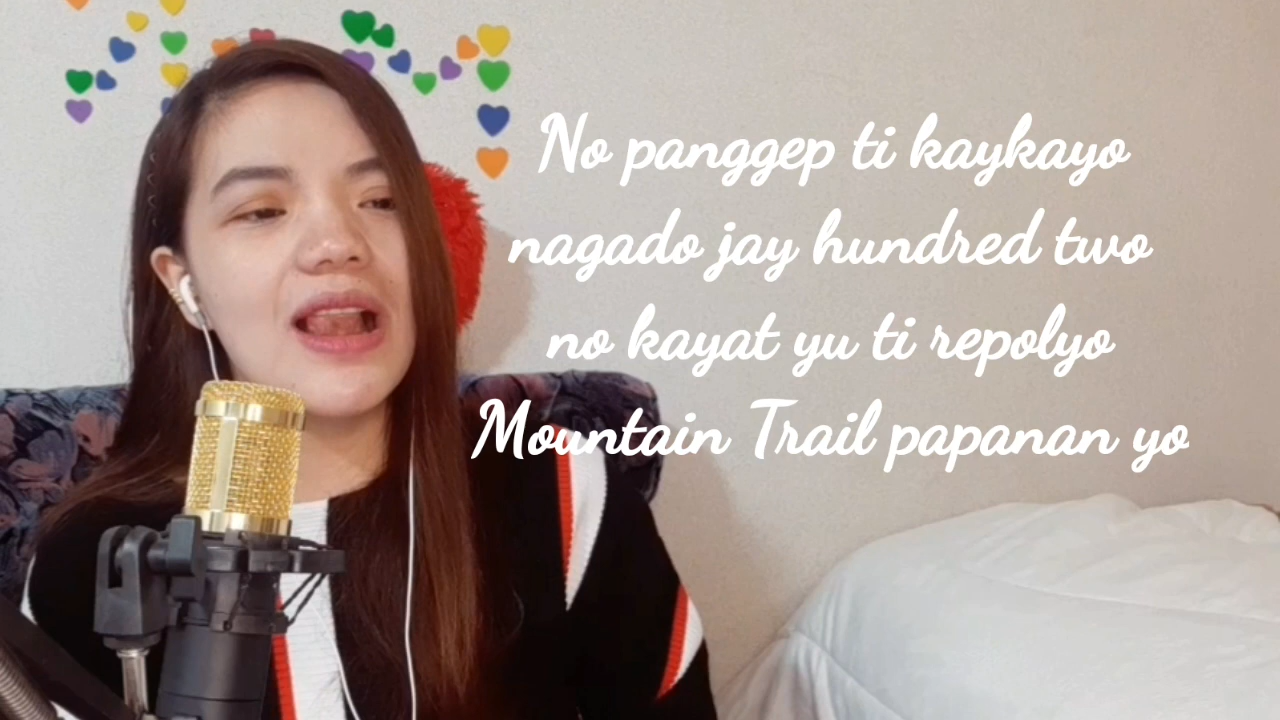 No panggep ti kaykayo
nagado jay hundred two
no kayat yu ti repolyo
Mountain Trail papanan yo